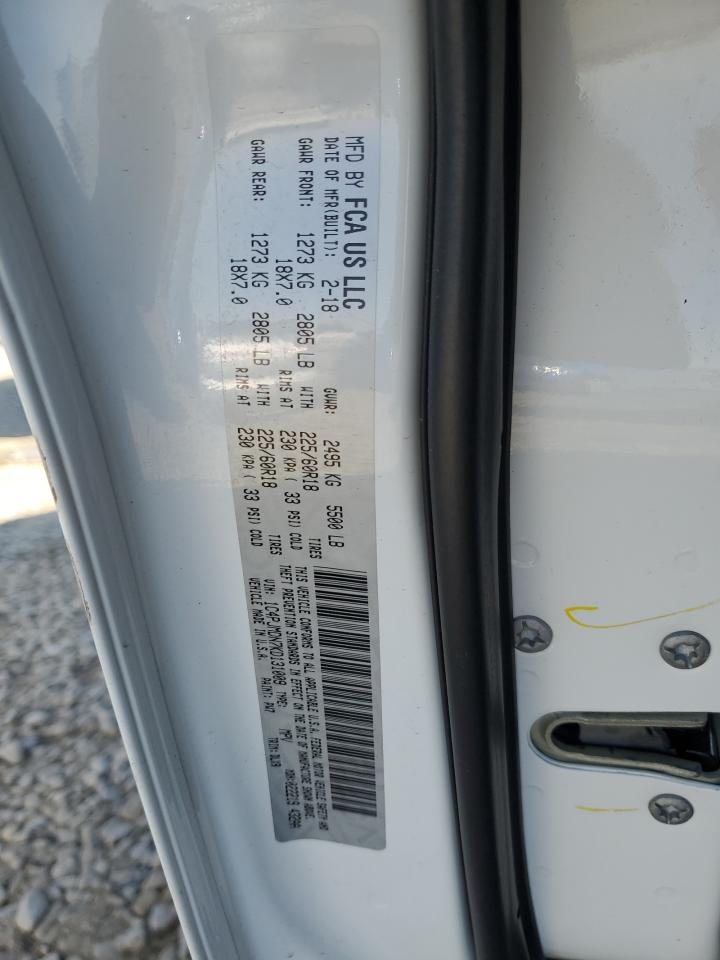 MFD BY FCA US LLC
DATE OF MFR(BUILT): 2-18 GVWR: 2495 KG 5500 LB
GAWR FRONT: 1273 KG 2805 LB WITH 225/60R18 TIRES
18X7.0 RIMS AT 230 KPA ( 33 PSI) COLD
GAWR REAR: 1273 KG 2805 LB WITH 225/60R18 TIRES
18X7.0 RIMS AT 230 KPA ( 33 PSI) COLD
THIS VEHICLE CONFORMS TO ALL APPLICABLE U.S.A. FEDERAL MOTOR VEHICLE SAFETY AND
THEFT PREVENTION STANDARDS IN EFFECT ON THE DATE OF MANUFACTURE SHOWN ABOVE.
VIN: TYPE: MPV MDH:
VEHICLE MADE IN U.S.A. PAINT: PW7 TRIM: